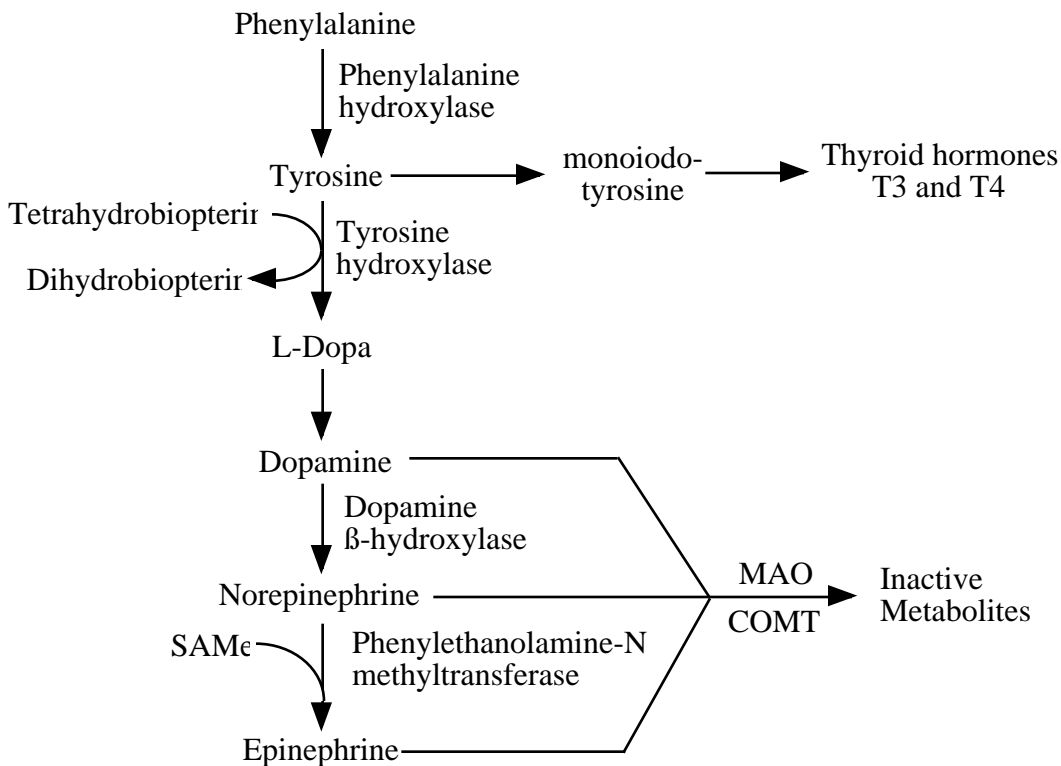 Phenylalanine
Phenylalanine
hydroxylase
Tyrosine
monoiodo-
tyrosine
Thyroid hormones
T3 and T4
Tetrahydrobiopterin
Dihydrobiopterin
Tyrosine
hydroxylase
L-Dopa
Dopamine
Dopamine
ß-hydroxylase
Norepinephrine
MAO
COMT
Inactive
Metabolites
SAMe
Phenylethanolamine-N
methyltransferase
Epinephrine